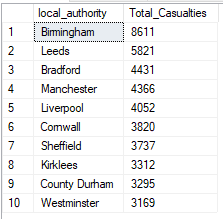 local_authority Total_Casualties
1 Birmingham 8611
2 Leeds 5821
3 Bradford 4431
4 Manchester 4366
5 Liverpool 4052
6 Cornwall 3820
7 Sheffield 3737
8 Kirklees 3312
9 County Durham 3295
10 Westminster 3169